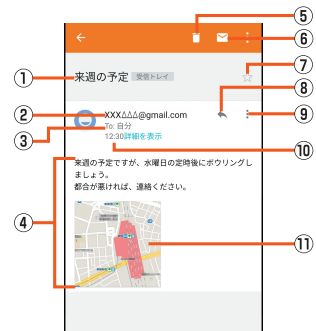 ⑤
⑥
① 来週の予定 受信トレイ ⑦
⑧
② XXX△△△@gmail.com ⑨
③ To: 自分
12:30詳細を表示 ⑩
④ 来週の予定ですが、水曜日の定時後にボウリングし
ましょう。
都合が悪ければ、連絡ください。
⑪